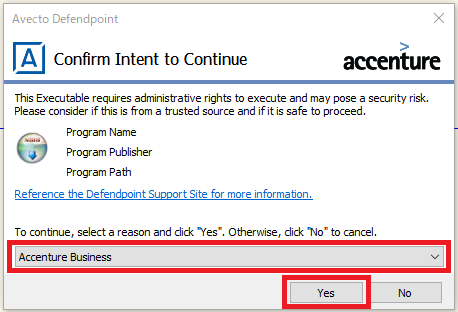 Avecto Defendpoint
A
Confirm Intent to Continue
accenture
This Executable requires administrative rights to execute and may pose a security risk.
Please consider if this is from a trusted source and if it is safe to proceed.
Program Name
Program Publisher
Program Path
Reference the Defendpoint Support Site for more information.
To continue, select a reason and click "Yes". Otherwise, click "No" to cancel.
Accenture Business
Yes
No